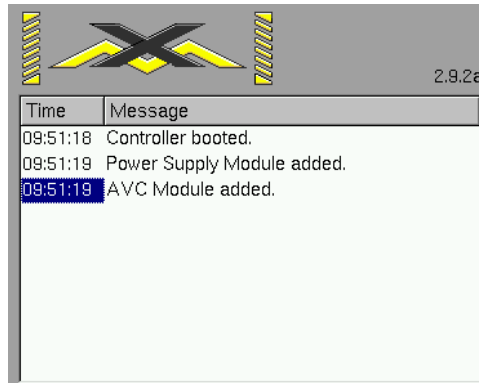 2.9.2a
Time Message
09:51:18 Controller booted.
09:51:19 Power Supply Module added.
09:51:19 AVC Module added.